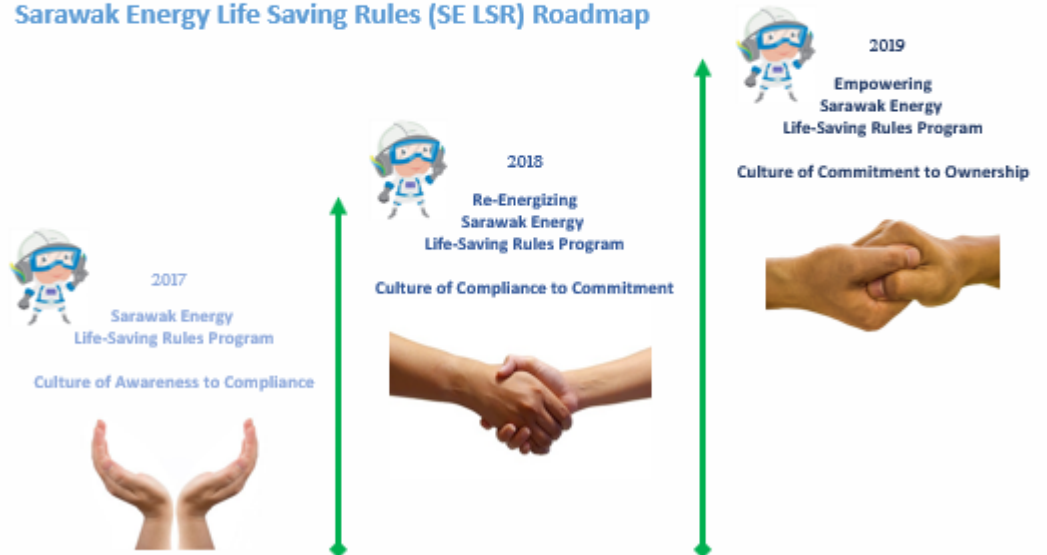 Sarawak Energy Life Saving Rules (SE LSR) Roadmap
2017
Sarawak Energy
Life-Saving Rules Program
Culture of Awareness to Compliance
2018
Re-Energizing
Sarawak Energy
Life-Saving Rules Program
Culture of Compliance to Commitment
2019
Empowering
Sarawak Energy
Life-Saving Rules Program
Culture of Commitment to Ownership